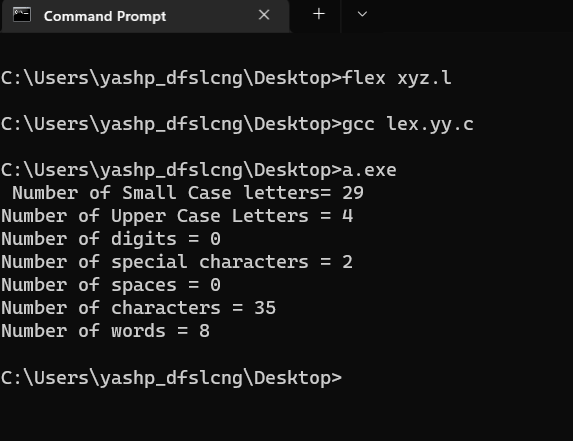 Command Prompt
C:\Users\yashp_dfslcng\Desktop>flex xyz.l
C:\Users\yashp_dfslcng\Desktop>gcc lex.yy.c
C:\Users\yashp_dfslcng\Desktop>a.exe
Number of Small Case letters= 29
Number of Upper Case Letters = 4
Number of digits = 0
Number of special characters = 2
Number of spaces = 0
Number of characters = 35
Number of words = 8
C:\Users\yashp_dfslcng\Desktop>